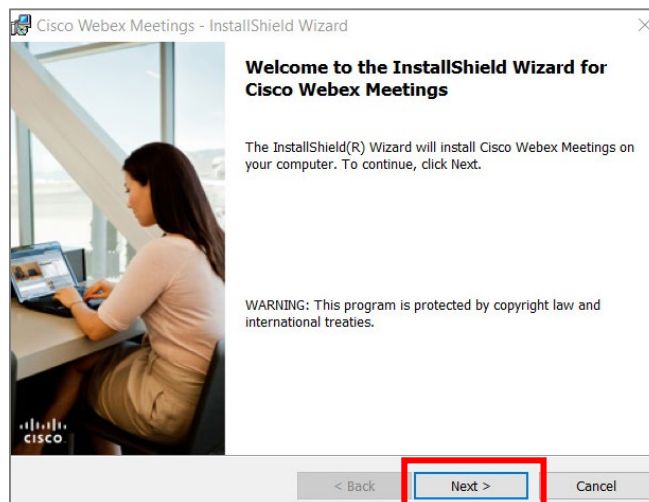 Cisco Webex Meetings - InstallShield Wizard
Welcome to the InstallShield Wizard for
Cisco Webex Meetings
The InstallShield(R) Wizard will install Cisco Webex Meetings on
your computer. To continue, click Next.
WARNING: This program is protected by copyright law and
international treaties.
CISCO
< Back
Next >
Cancel